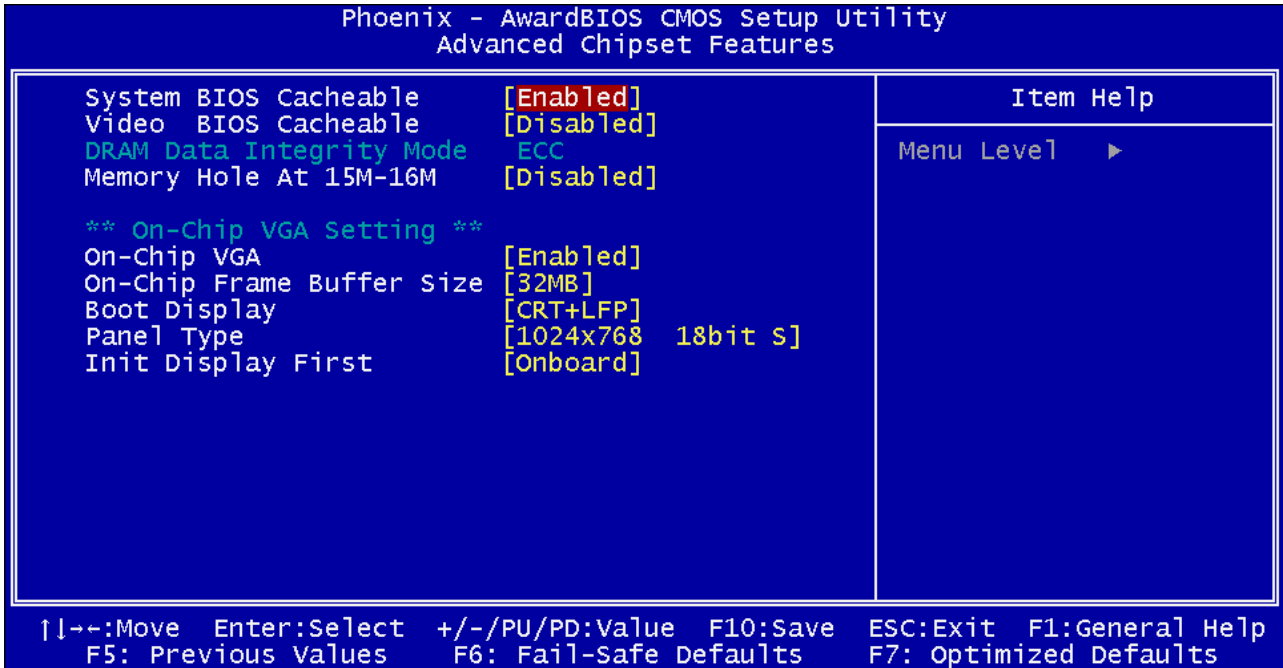 Phoenix - AwardBIOS CMOS Setup Utility
Advanced Chipset Features
System BIOS Cacheable [Enabled]
Video BIOS Cacheable [Disabled]
DRAM Data Integrity Mode ECC
Memory Hole At 15M-16M [Disabled]
** On-Chip VGA Setting **
On-Chip VGA [Enabled]
On-Chip Frame Buffer Size [32MB]
Boot Display [CRT+LFP]
Panel Type [1024x768 18bit S]
Init Display First [Onboard]
Item Help
Menu Level ▶
↑↓→←:Move Enter:Select +/-/PU/PD:Value F10:Save ESC:Exit F1:General Help
F5: Previous Values F6: Fail-Safe Defaults F7: Optimized Defaults